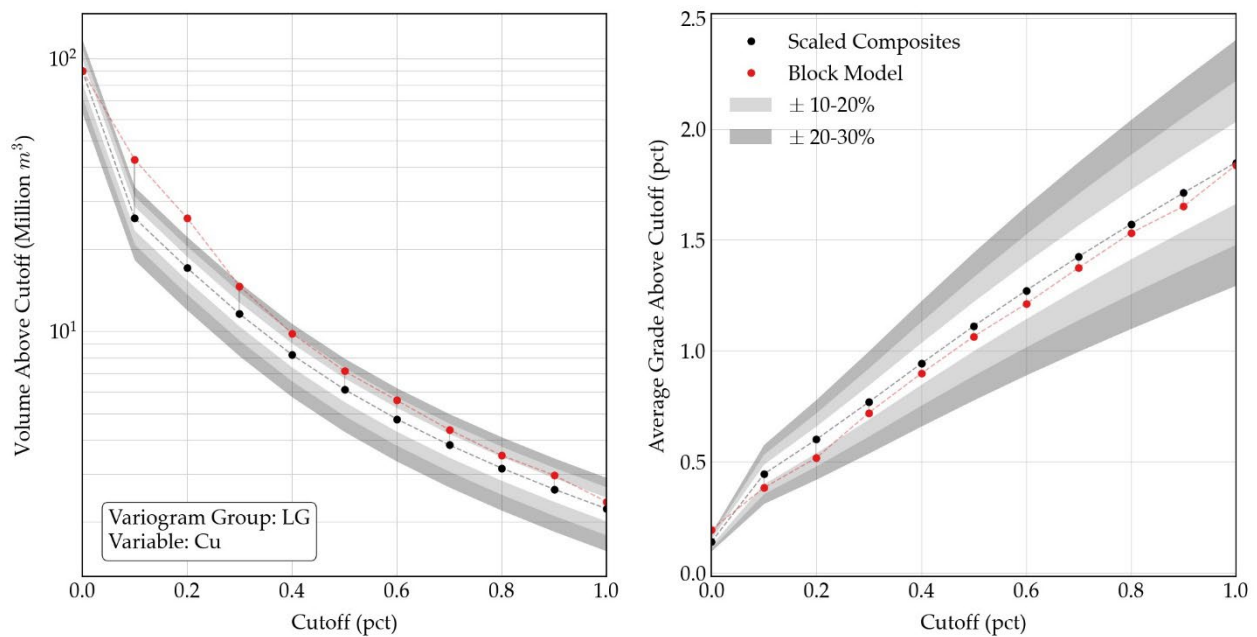 10²
10¹
Volume Above Cutoff (Million m³)
Variogram Group: LG
Variable: Cu
0.0 0.2 0.4 0.6 0.8 1.0
Cutoff (pct)
2.5
2.0
1.5
1.0
0.5
0.0
Average Grade Above Cutoff (pct)
Scaled Composites
Block Model
± 10-20%
± 20-30%
0.0 0.2 0.4 0.6 0.8 1.0
Cutoff (pct)